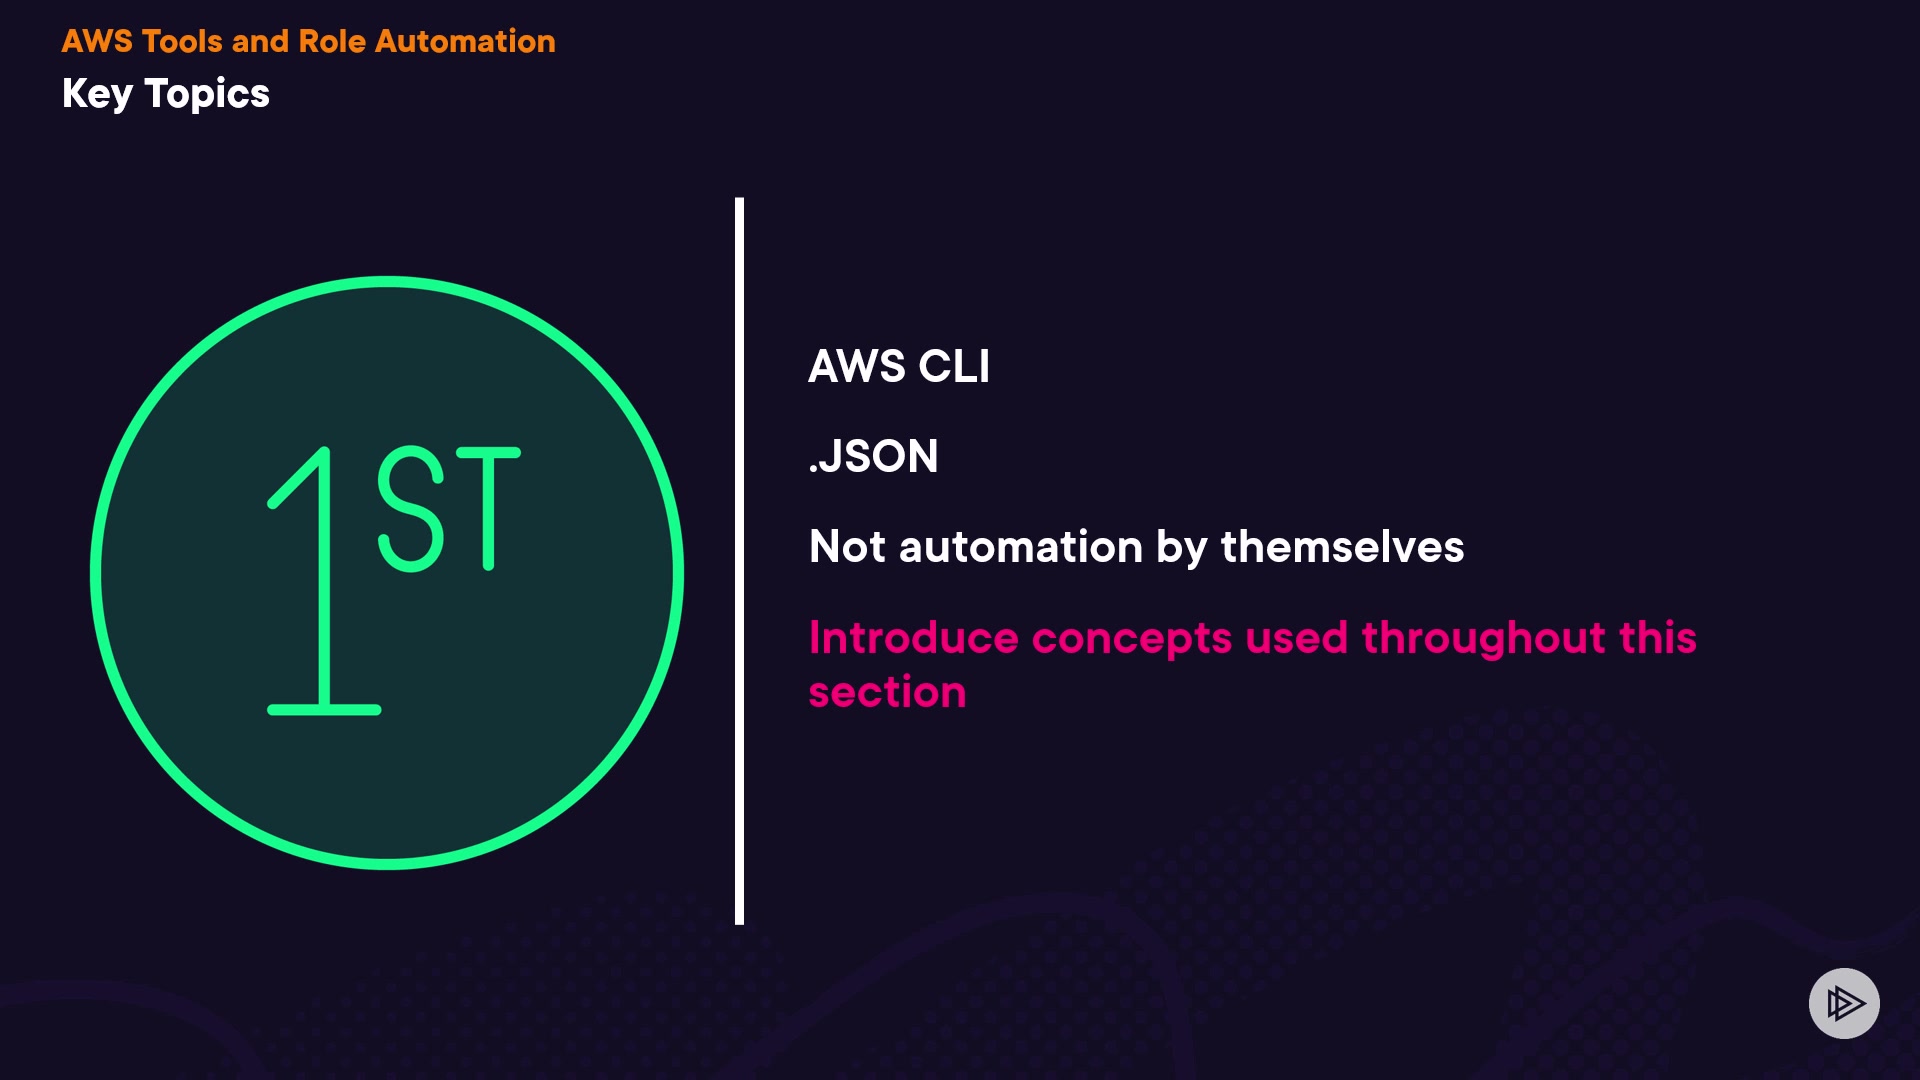 AWS Tools and Role Automation
Key Topics
1ST
AWS CLI
.JSON
Not automation by themselves
Introduce concepts used throughout this
section